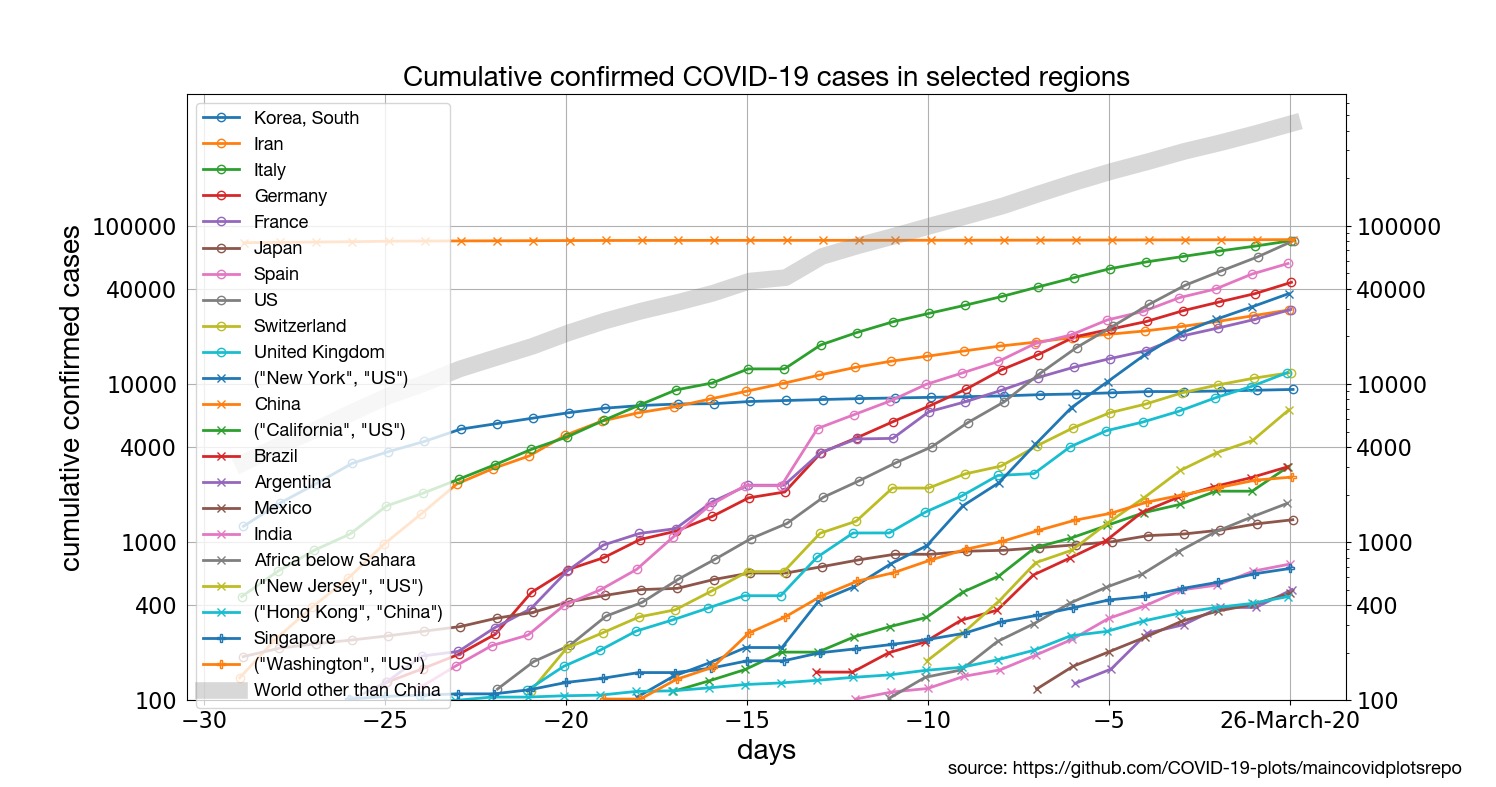 Cumulative confirmed COVID-19 cases in selected regions
cumulative confirmed cases
100000
40000
10000
4000
1000
400
100
Korea, South
Iran
Italy
Germany
France
Japan
Spain
US
Switzerland
United Kingdom
("New York", "US")
China
("California", "US")
Brazil
Argentina
Mexico
India
Africa below Sahara
("New Jersey", "US")
("Hong Kong", "China")
Singapore
("Washington", "US")
World other than China
100000
40000
10000
4000
1000
400
100
−30 −25 −20 −15 −10 −5 26-March-20
days
source: https://github.com/COVID-19-plots/maincovidplotsrepo